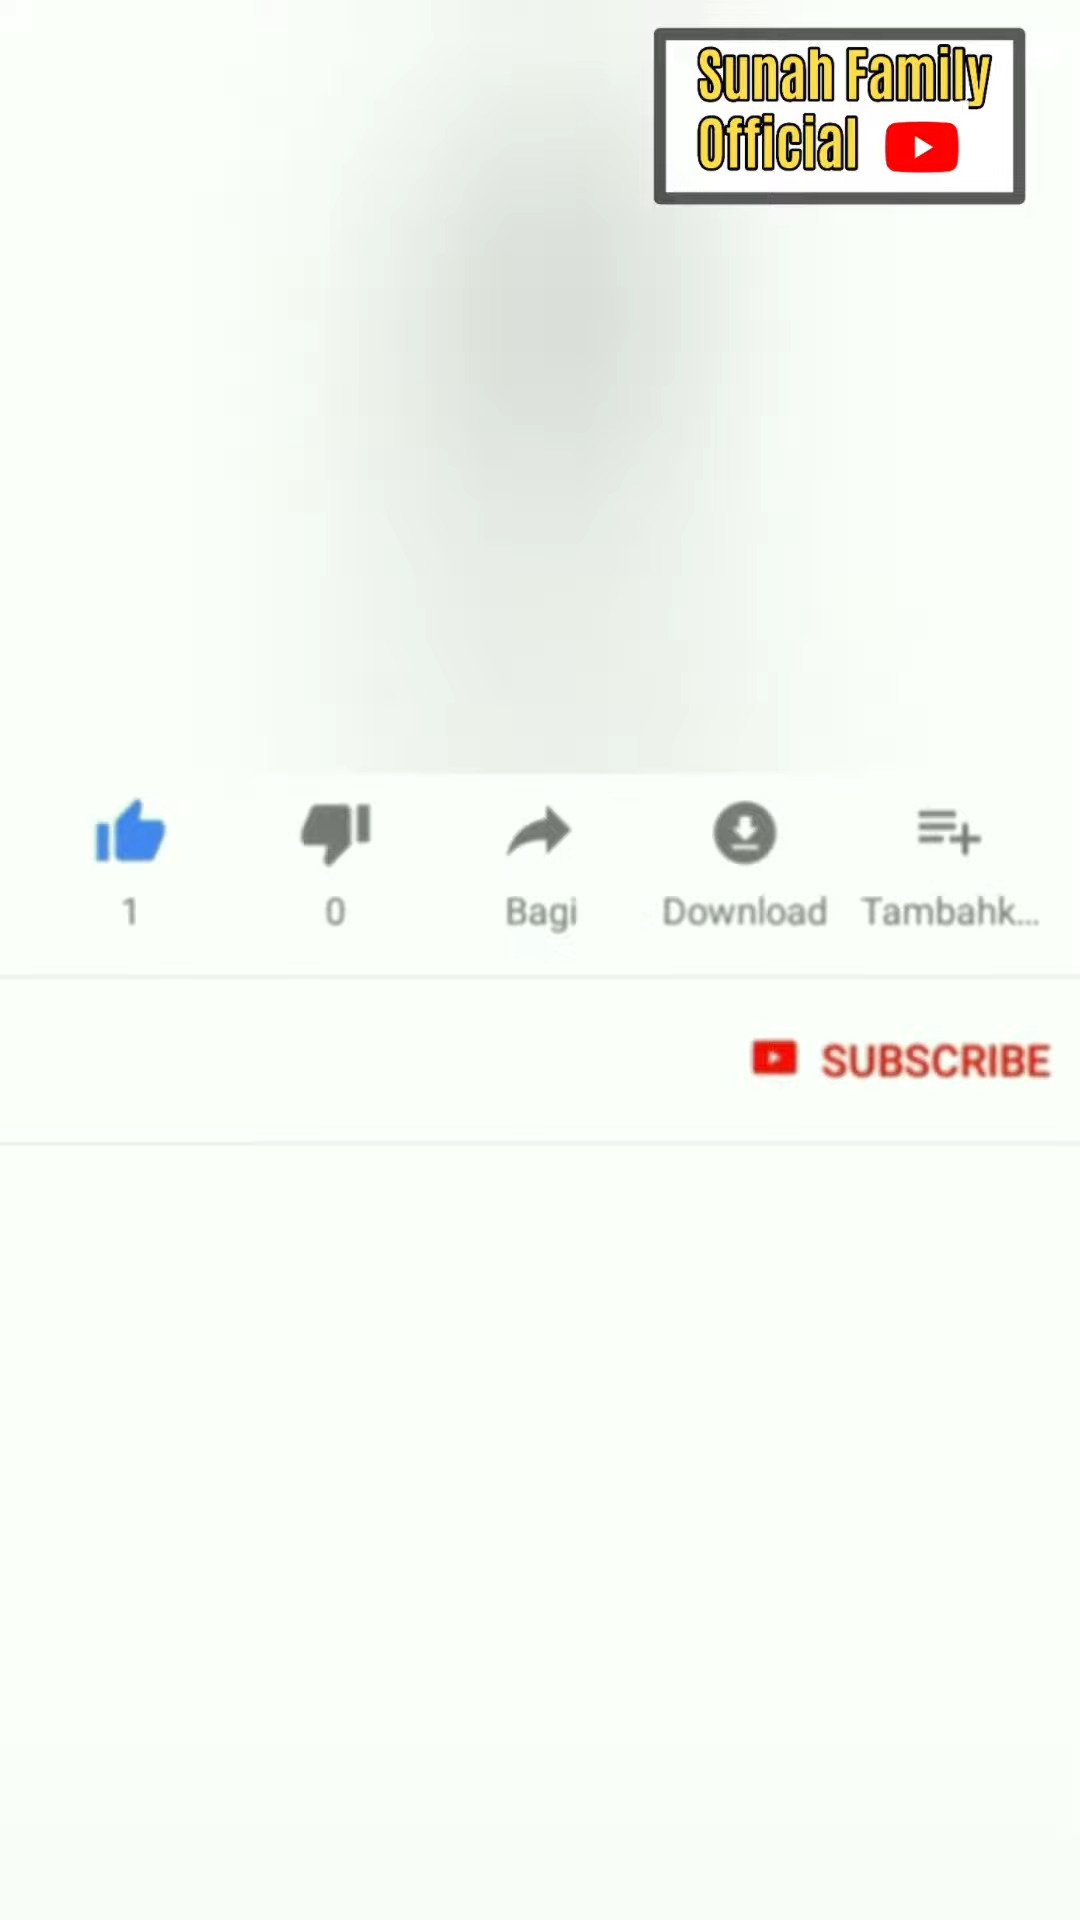 Sunah Family
Official
1
0
Bagi
Download
Tambahk...
SUBSCRIBE